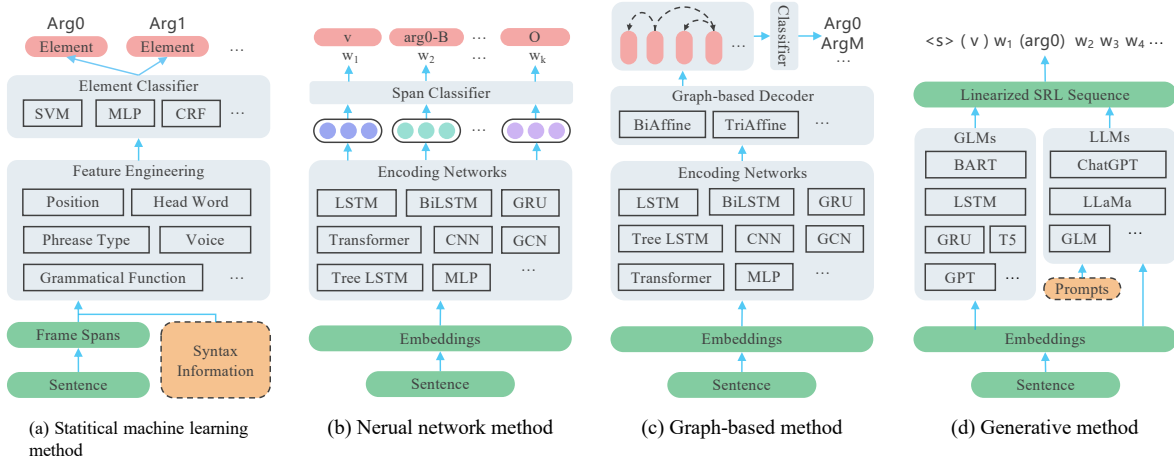 Arg0 Arg1
Element Element ...
Element Classifier
SVM MLP CRF ...
Feature Engineering
Position Head Word
Phrase Type Voice
Grammatical Function ...
Frame Spans
Syntax
Information
Sentence
(a) Statitical machine learning
method
v arg0-B ... O
w1 w2 wk
Span Classifier
...
Encoding Networks
LSTM BiLSTM GRU
Transformer CNN GCN
Tree LSTM MLP ...
Embeddings
Sentence
(b) Nerual network method
... Classifier Arg0
ArgM
...
Graph-based Decoder
BiAffine TriAffine ...
Encoding Networks
LSTM BiLSTM GRU
Tree LSTM CNN GCN
Transformer MLP ...
Embeddings
Sentence
(c) Graph-based method
<s> ( v ) w1 (arg0) w2 w3 w4 ...
Linearized SRL Sequence
GLMs
BART
LSTM
GRU T5
GPT ...
LLMs
ChatGPT
LLaMa
GLM ...
Prompts
Embeddings
Sentence
(d) Generative method